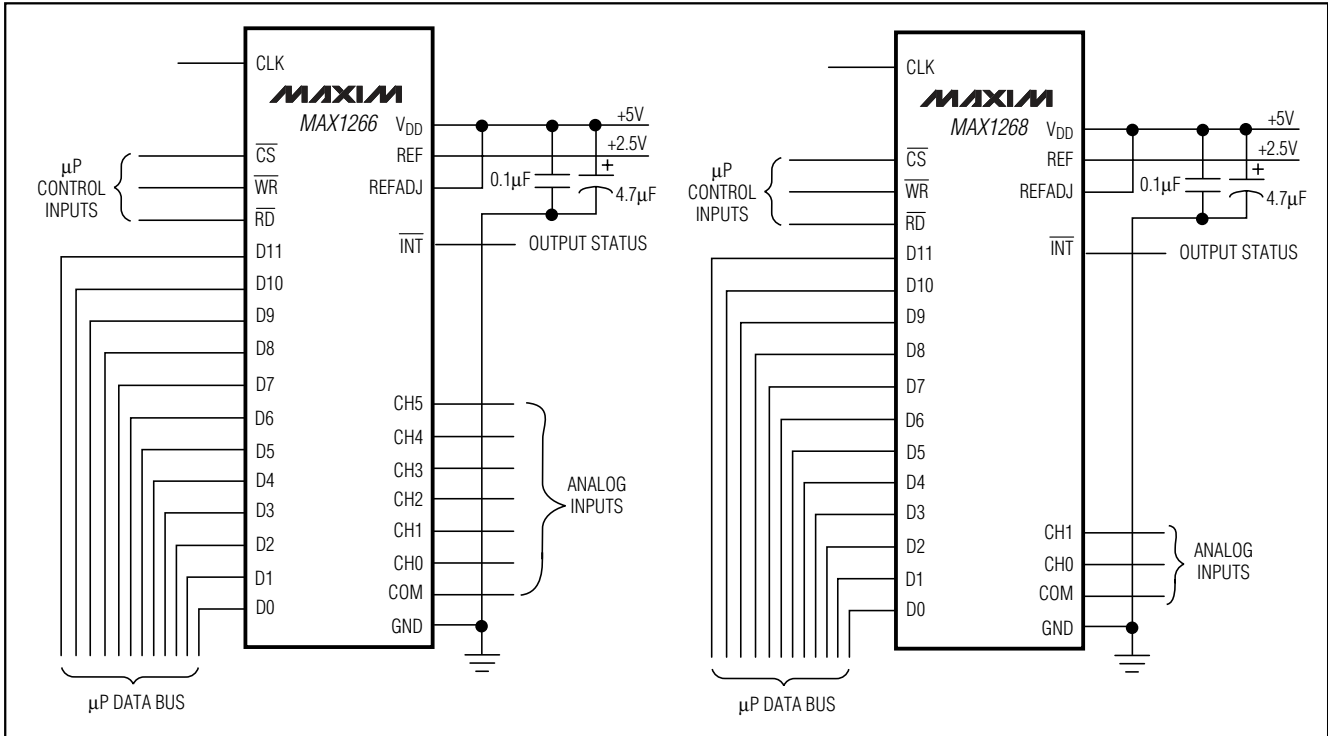 CLK
MAXIM
MAX1266
VDD
+5V
REF
+2.5V
REFADJ
0.1µF
+
4.7µF
CS
WR
RD
µP
CONTROL
INPUTS
INT
OUTPUT STATUS
D11
D10
D9
D8
D7
D6
D5
D4
D3
D2
D1
D0
CH5
CH4
CH3
CH2
CH1
CH0
COM
GND
ANALOG
INPUTS
µP DATA BUS
CLK
MAXIM
MAX1268
VDD
+5V
REF
+2.5V
REFADJ
0.1µF
+
4.7µF
CS
WR
RD
µP
CONTROL
INPUTS
INT
OUTPUT STATUS
D11
D10
D9
D8
D7
D6
D5
D4
D3
D2
D1
D0
CH1
CH0
COM
GND
ANALOG
INPUTS
µP DATA BUS